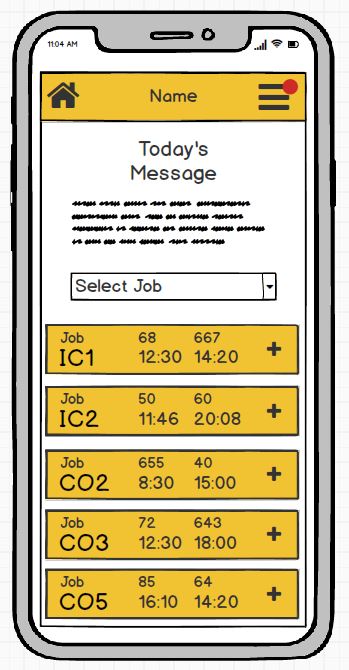 11:04 AM
Name
Today's
Message
Select Job
Job 68 667
IC1 12:30 14:20
Job 50 60
IC2 11:46 20:08
Job 655 40
CO2 8:30 15:00
Job 72 643
CO3 12:30 18:00
Job 85 64
CO5 16:10 14:20